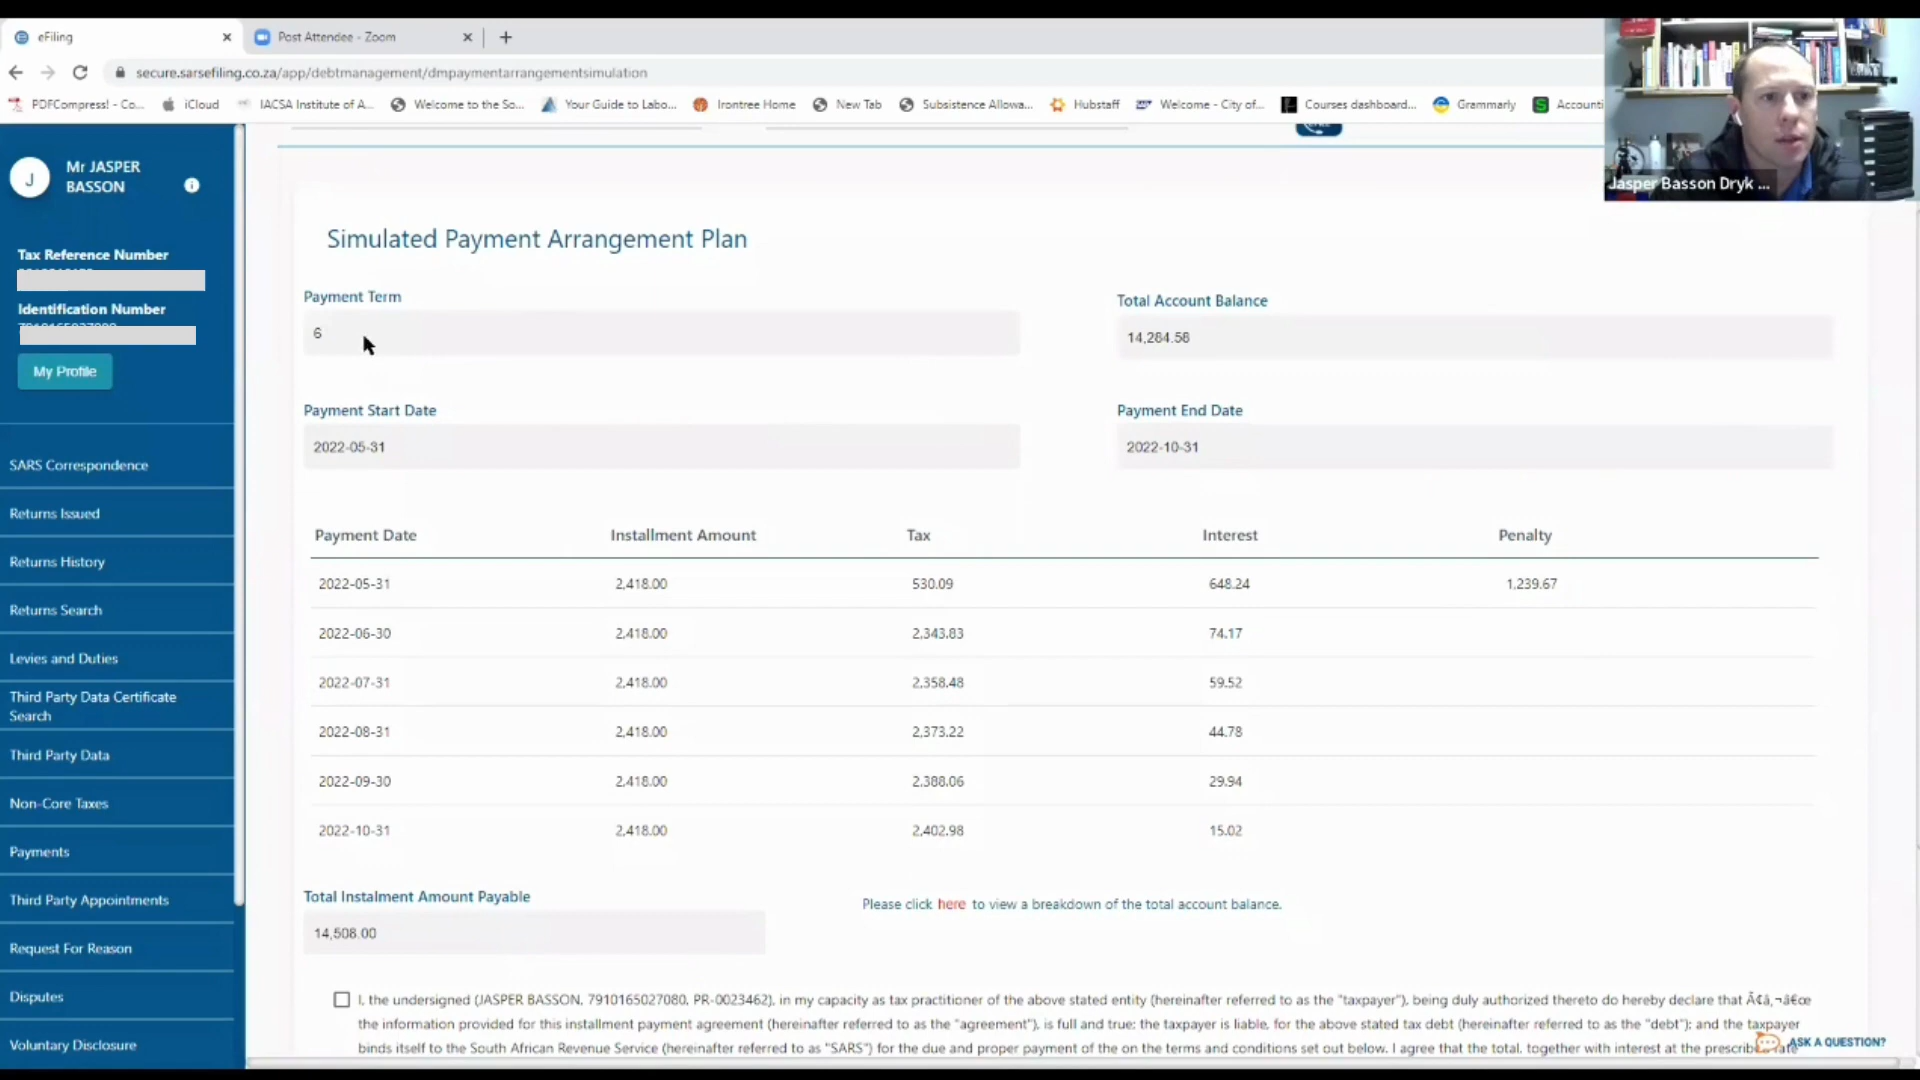 eFiling
Post Attendee - Zoom
secure.sarsefiling.co.za/app/debtmanagement/dmpaymentarrangementsimulation
PDFCompress! - Co... iCloud IACSA Institute of A... Welcome to the So... Your Guide to Labo... Irontree Home New Tab Subsistence Allowa... Hubstaff Welcome - City of... Courses dashboard... Grammarly Accounti
Jasper Basson Dryk ...
J
Mr JASPER
BASSON
Tax Reference Number
Identification Number
My Profile
SARS Correspondence
Returns Issued
Returns History
Returns Search
Levies and Duties
Third Party Data Certificate
Search
Third Party Data
Non-Core Taxes
Payments
Third Party Appointments
Request For Reason
Disputes
Voluntary Disclosure
Simulated Payment Arrangement Plan
Payment Term
6
Total Account Balance
14,284.58
Payment Start Date
2022-05-31
Payment End Date
2022-10-31
Payment Date Installment Amount Tax Interest Penalty
2022-05-31 2,418.00 530.09 648.24 1,239.67
2022-06-30 2,418.00 2,343.83 74.17
2022-07-31 2,418.00 2,358.48 59.52
2022-08-31 2,418.00 2,373.22 44.78
2022-09-30 2,418.00 2,388.06 29.94
2022-10-31 2,418.00 2,402.98 15.02
Total Instalment Amount Payable
14,508.00
Please click here to view a breakdown of the total account balance.
I, the undersigned (JASPER BASSON, 7910165027080, PR-0023462), in my capacity as tax practitioner of the above stated entity (hereinafter referred to as the "taxpayer"), being duly authorized thereto do hereby declare that
the information provided for this installment payment agreement (hereinafter referred to as the "agreement"), is full and true; the taxpayer is liable, for the above stated tax debt (hereinafter referred to as the "debt"); and the taxpayer
binds itself to the South African Revenue Service (hereinafter referred to as "SARS") for the due and proper payment of the on the terms and conditions set out below. I agree that the total, together with interest at the prescribed rate
ASK A QUESTION?